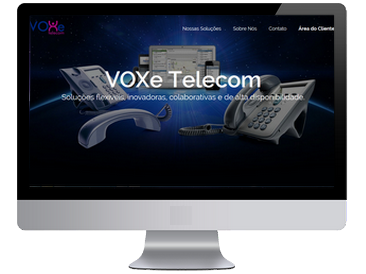 VOXe
Nossas Soluções Sobre Nós Contato Área do Cliente
VOXe Telecom
Soluções flexíveis, inovadoras, colaborativas e de alta disponibilidade.